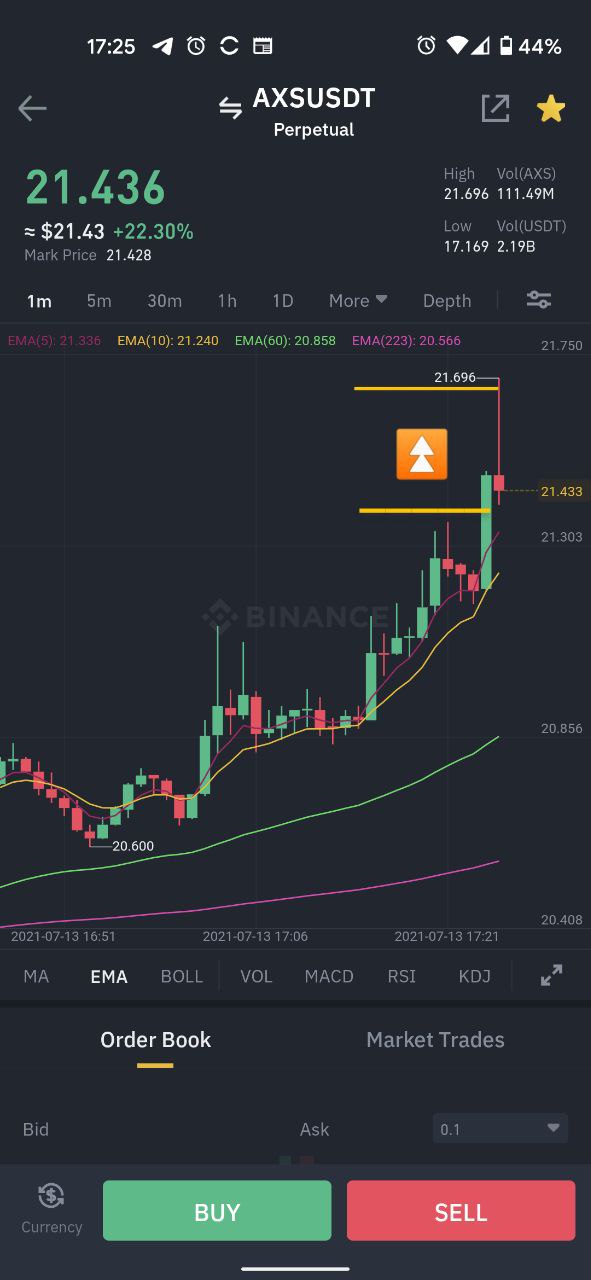 17:25
44%
AXSUSDT
Perpetual
21.436
≈ $21.43 +22.30%
Mark Price 21.428
High Vol(AXS)
21.696 111.49M
Low Vol(USDT)
17.169 2.19B
1m 5m 30m 1h 1D More Depth
EMA(5): 21.336 EMA(10): 21.240 EMA(60): 20.858 EMA(223): 20.566
21.750
21.696
21.433
21.303
BINANCE
20.856
20.600
20.408
2021-07-13 16:51 2021-07-13 17:06 2021-07-13 17:21
MA EMA BOLL VOL MACD RSI KDJ
Order Book Market Trades
Bid Ask 0.1
Currency
BUY SELL